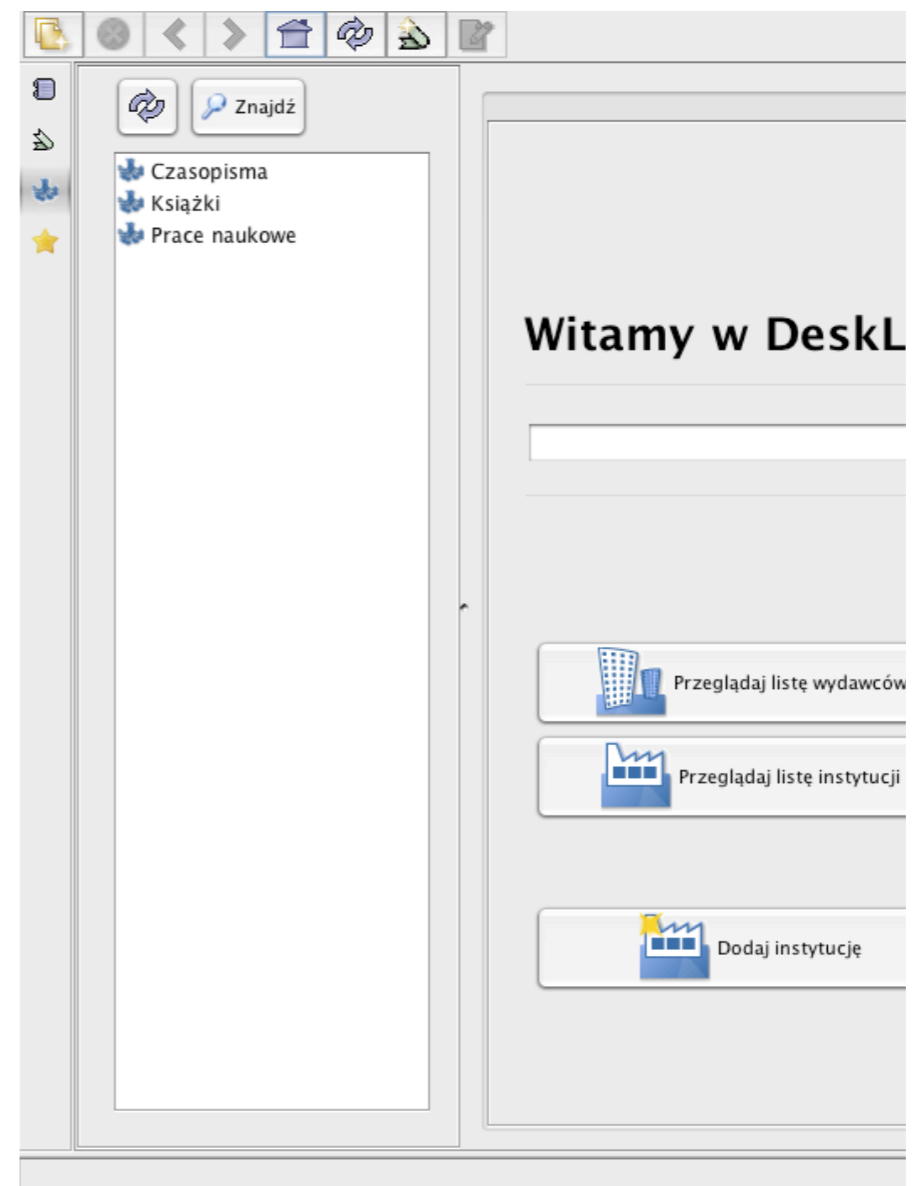 Znajdź
Czasopisma
Książki
Prace naukowe
Witamy w DeskL
Przeglądaj listę wydawców
Przeglądaj listę instytucji
Dodaj instytucję